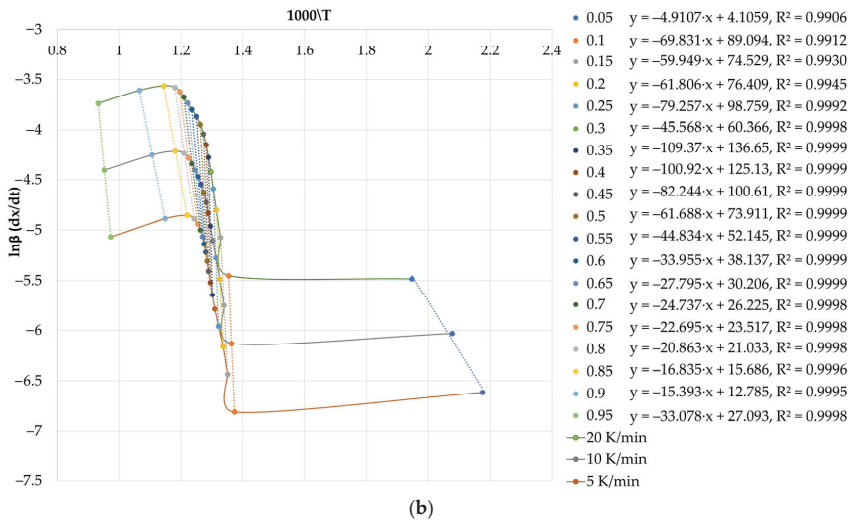 1000\T
−3
0.8 1 1.2 1.4 1.6 1.8 2 2.2 2.4
−3.5
−4
−4.5
−5
−5.5
−6
−6.5
−7
−7.5
lnβ (dx/dt)
0.05 y = −4.9107·x + 4.1059, R² = 0.9906
0.1 y = −69.831·x + 89.094, R² = 0.9912
0.15 y = −59.949·x + 74.529, R² = 0.9930
0.2 y = −61.806·x + 76.409, R² = 0.9945
0.25 y = −79.257·x + 98.759, R² = 0.9992
0.3 y = −45.568·x + 60.366, R² = 0.9998
0.35 y = −109.37·x + 136.65, R² = 0.9999
0.4 y = −100.92·x + 125.13, R² = 0.9999
0.45 y = −82.244·x + 100.61, R² = 0.9999
0.5 y = −61.688·x + 73.911, R² = 0.9999
0.55 y = −44.834·x + 52.145, R² = 0.9999
0.6 y = −33.955·x + 38.137, R² = 0.9999
0.65 y = −27.795·x + 30.206, R² = 0.9999
0.7 y = −24.737·x + 26.225, R² = 0.9998
0.75 y = −22.695·x + 23.517, R² = 0.9998
0.8 y = −20.863·x + 21.033, R² = 0.9998
0.85 y = −16.835·x + 15.686, R² = 0.9996
0.9 y = −15.393·x + 12.785, R² = 0.9995
0.95 y = −33.078·x + 27.093, R² = 0.9998
20 K/min
10 K/min
5 K/min
(b)